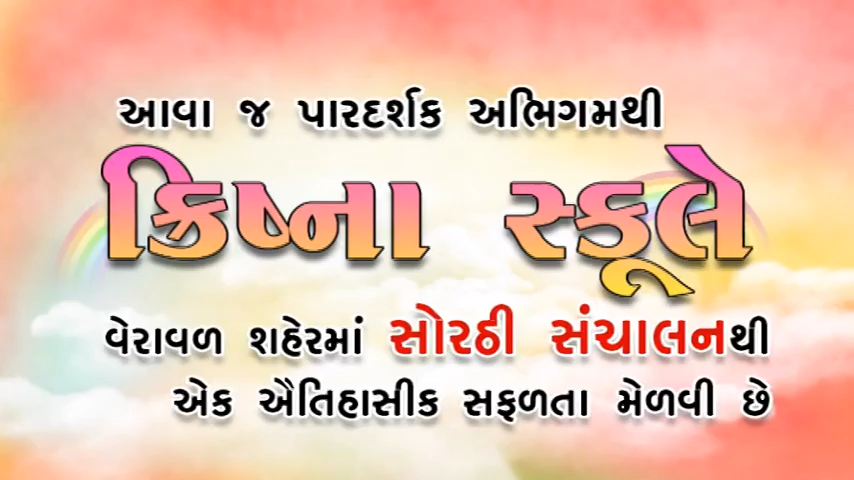 આવા જ પારદર્શક અભિગમથી
ક્રિષ્ના સ્કૂલે
વેરાવળ શહેરમાં સોરઠી સંચાલનથી
એક ઐતિહાસીક સફળતા મેળવી છે